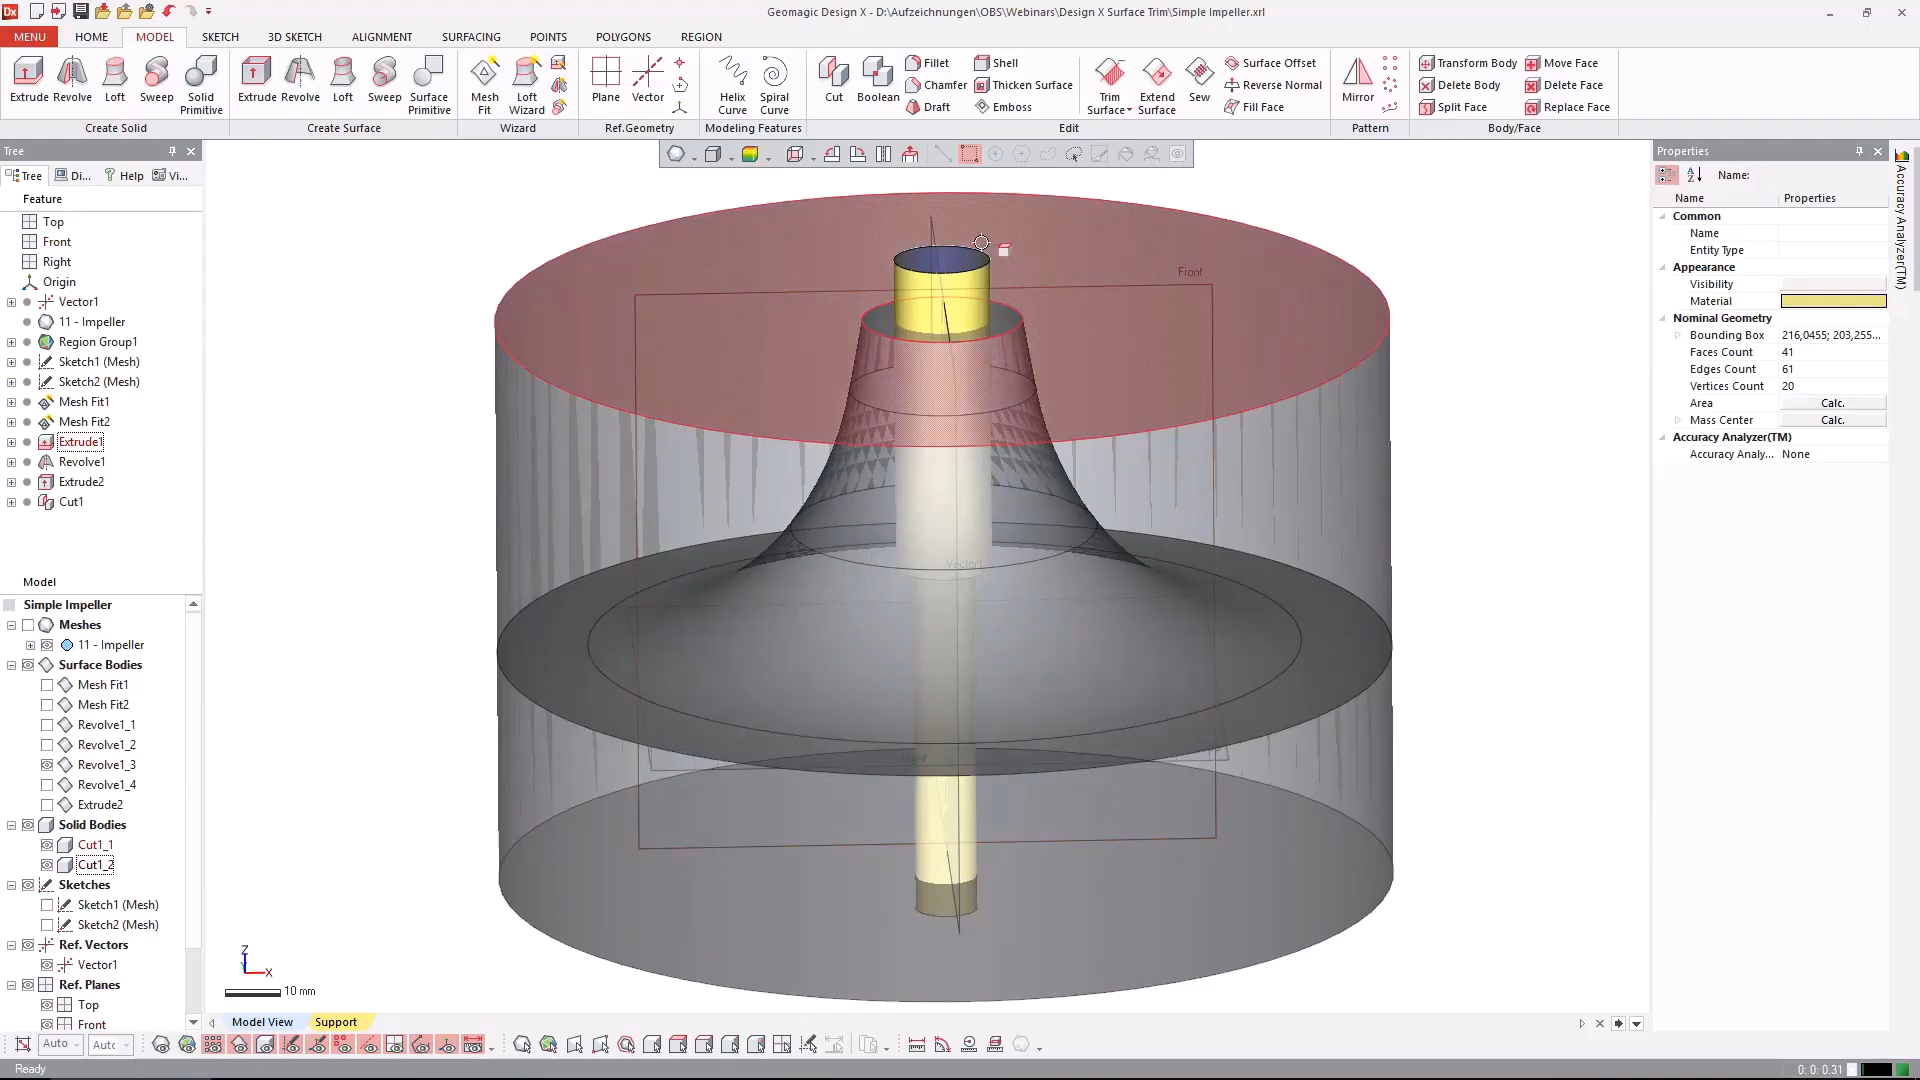 Dx
Geomagic Design X - D:\Aufzeichnungen\OBS\Webinars\Design X Surface Trim\Simple Impeller.xrl
MENU HOME MODEL SKETCH 3D SKETCH ALIGNMENT SURFACING POINTS POLYGONS REGION
Extrude Revolve Loft Sweep Solid Primitive
Extrude Revolve Loft Sweep Surface Primitive
Mesh Fit Loft Wizard
Plane Vector
Helix Curve Spiral Curve
Cut Boolean
Fillet Shell
Chamfer Thicken Surface
Draft Emboss
Trim Surface Extend Surface Sew
Surface Offset
Reverse Normal
Fill Face
Mirror
Transform Body Move Face
Delete Body Delete Face
Split Face Replace Face
Create Solid Create Surface Wizard Ref.Geometry Modeling Features Edit Pattern Body/Face
Tree
Tree Di... Help Vi...
Feature
Top
Front
Right
Origin
Vector1
11 - Impeller
Region Group1
Sketch1 (Mesh)
Sketch2 (Mesh)
Mesh Fit1
Mesh Fit2
Extrude1
Revolve1
Extrude2
Cut1
Model
Simple Impeller
Meshes
11 - Impeller
Surface Bodies
Mesh Fit1
Mesh Fit2
Revolve1_1
Revolve1_2
Revolve1_3
Revolve1_4
Extrude2
Solid Bodies
Cut1_1
Cut1_2
Sketches
Sketch1 (Mesh)
Sketch2 (Mesh)
Ref. Vectors
Vector1
Ref. Planes
Top
Front
Front
Vector1
Right
Z
X
10 mm
Model View Support
Properties
Name:
Name Properties
Common
Name
Entity Type
Appearance
Visibility
Material
Nominal Geometry
Bounding Box 216,0455; 203,255...
Faces Count 41
Edges Count 61
Vertices Count 20
Area Calc.
Mass Center Calc.
Accuracy Analyzer(TM)
Accuracy Analy... None
Accuracy Analyzer(TM)
Auto Auto
Ready
0: 0: 0.31